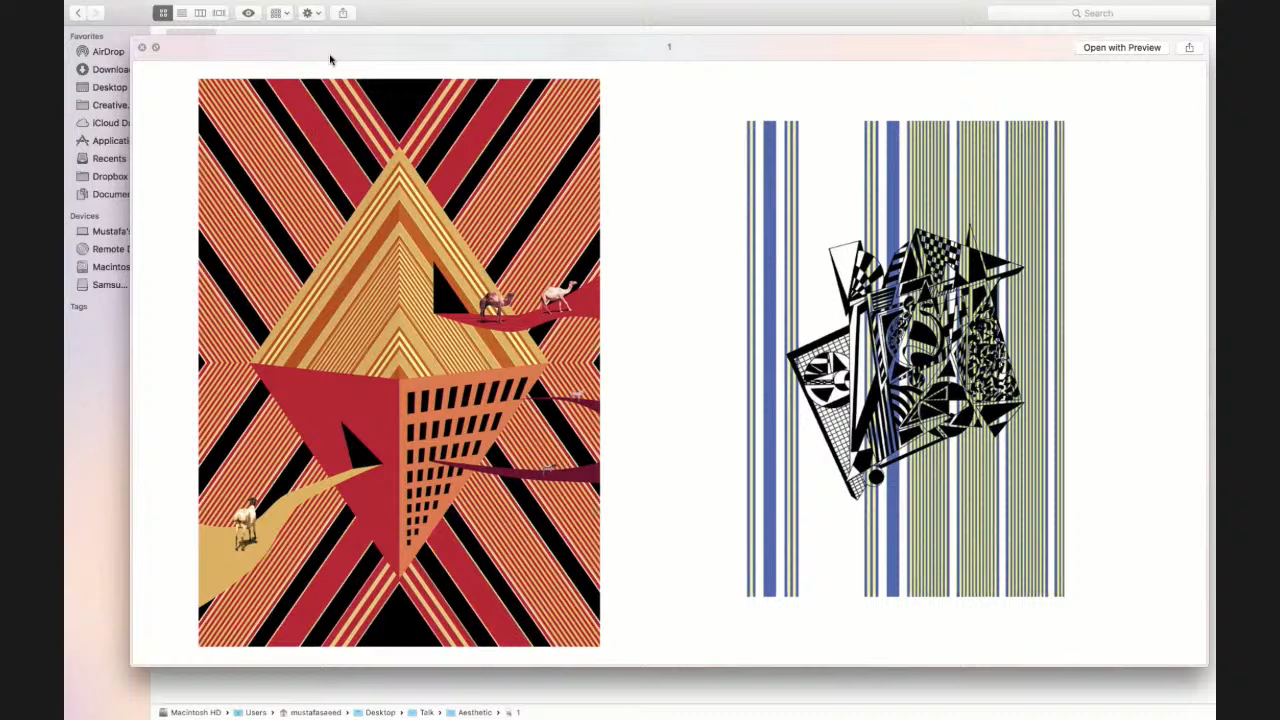 Search
Favorites
1
Open with Preview
AirDrop
Downloa
Desktop
Creative.
iCloud D
Applicati
Recents
Dropbox
Documer
Devices
Mustafa's
Remote D
Macintos
Samsu...
Tags
Macintosh HD › Users › mustafasaeed › Desktop › Talk › Aesthetic › 1